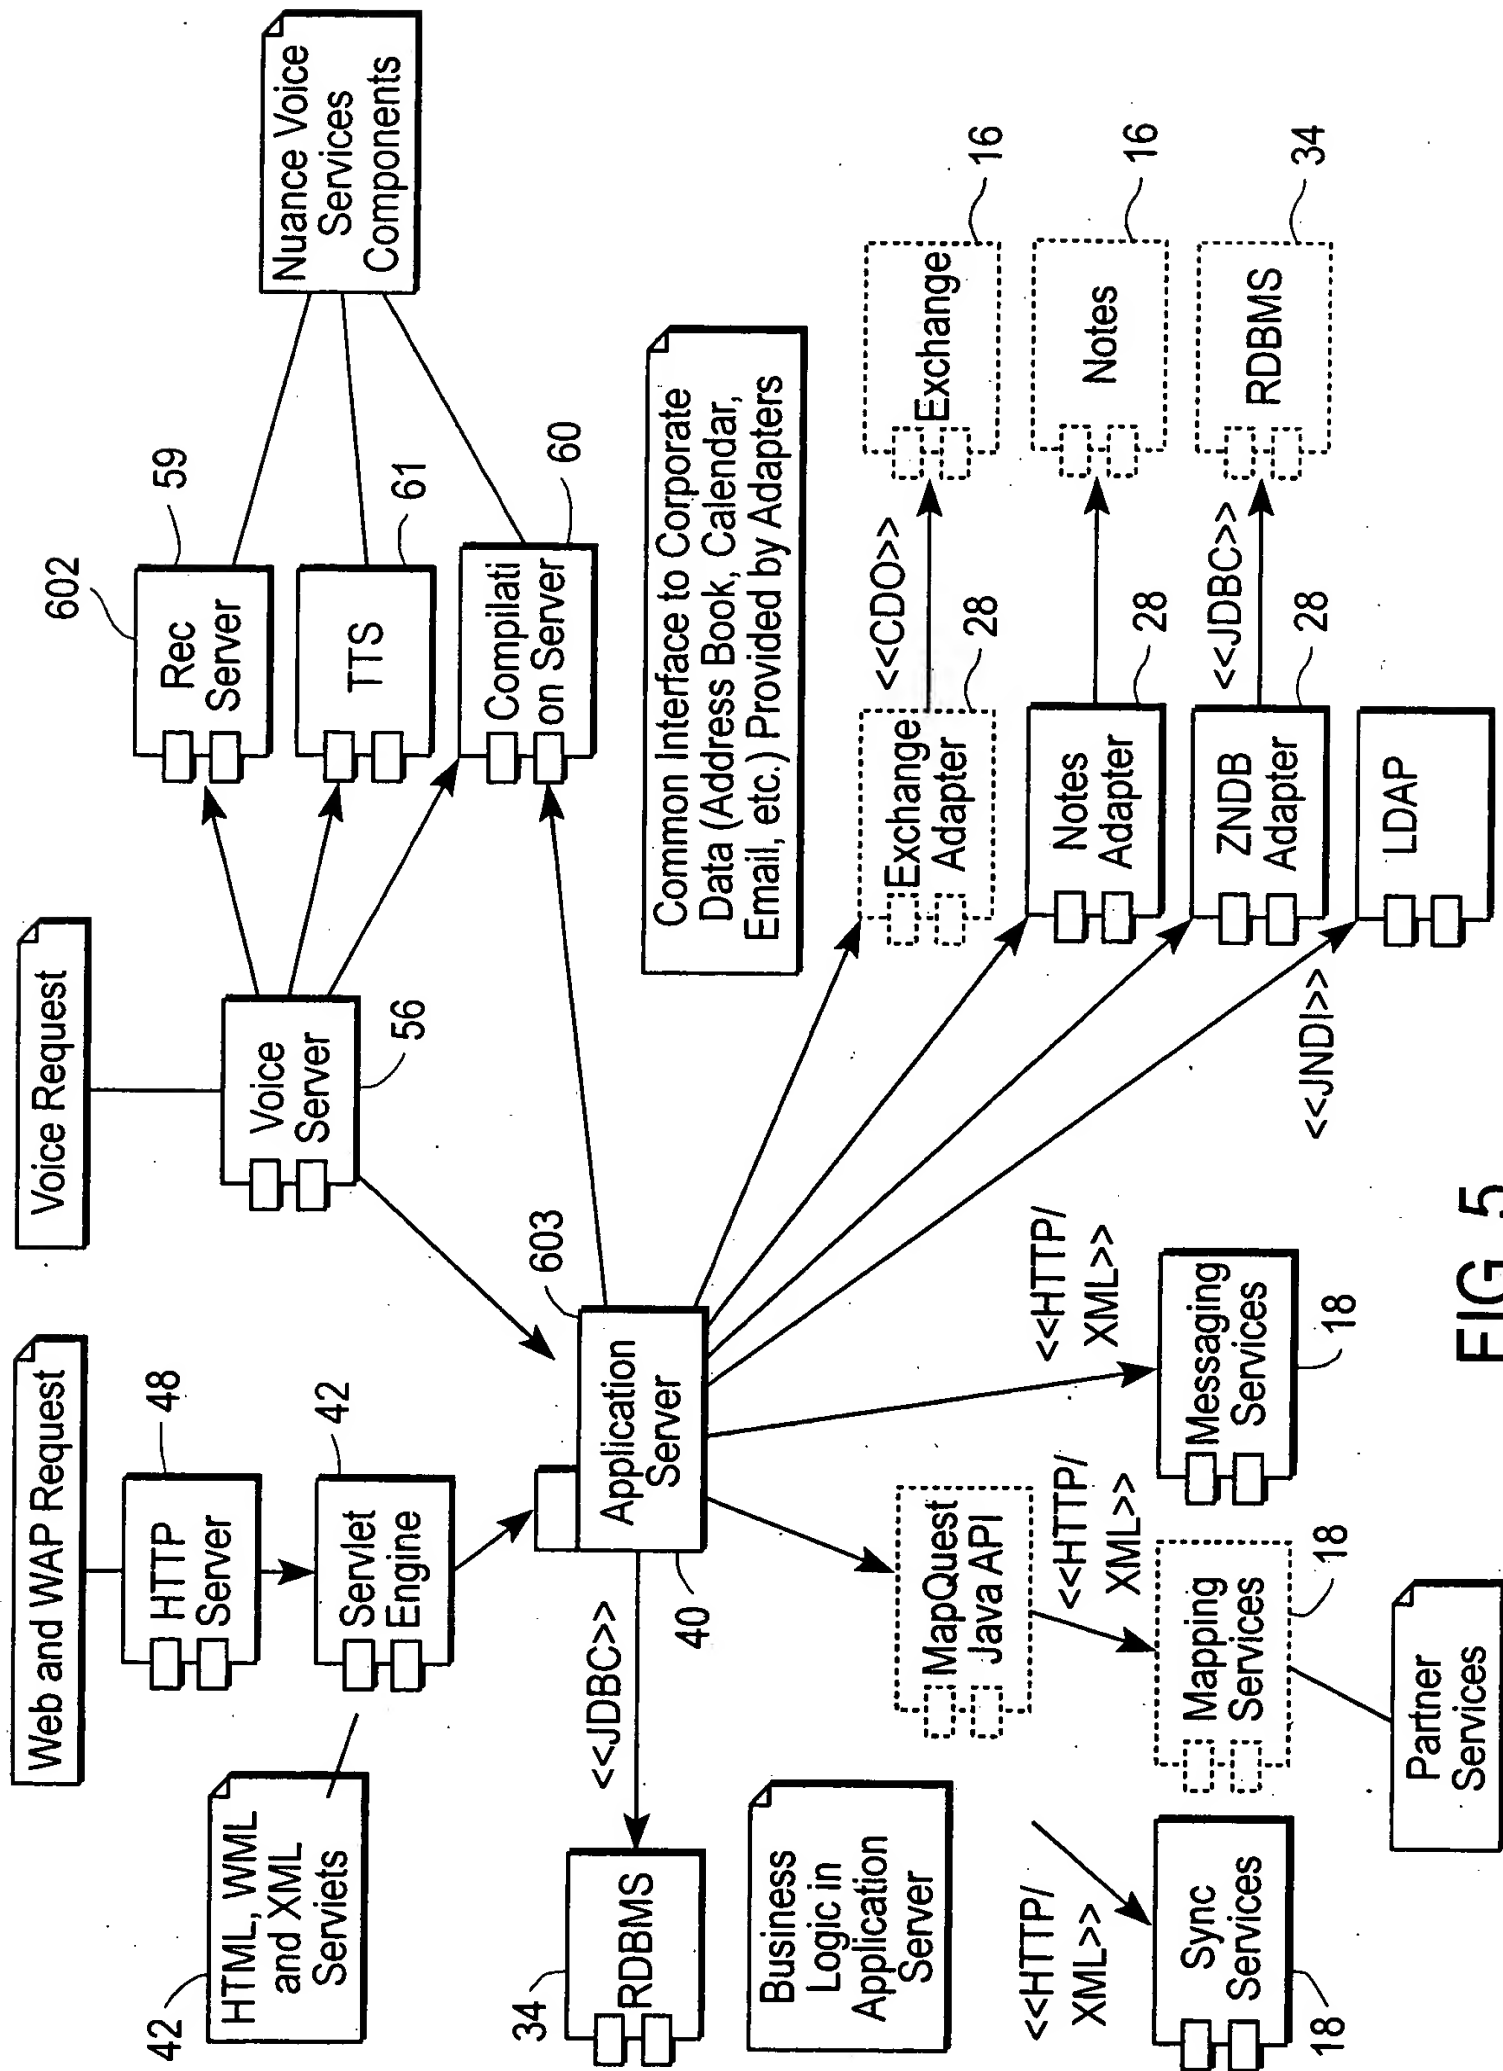 Web and WAP Request
Voice Request
Nuance Voice
Services
Components
42
HTML, WML
and XML
Serviets
HTTP
Server
48
Servlet
Engine
42
Voice
Server
56
602
Rec
Server
59
TTS
61
Compilati
on Server
60
34
RDBMS
<<JDBC>>
Application
Server
603
40
Common Interface to Corporate
Data (Address Book, Calendar,
Email, etc.) Provided by Adapters
Business
Logic in
Application
Server
MapQuest
Java API
Exchange
Adapter
28
<<CDO>>
Exchange
16
Notes
Adapter
28
Notes
16
ZNDB
Adapter
28
<<JDBC>>
RDBMS
34
<<JNDI>>
LDAP
<<HTTP/
XML>>
Sync
Services
18
<<HTTP/
XML>>
Mapping
Services
18
<<HTTP/
XML>>
Messaging
Services
18
Partner
Services
FIG. 5